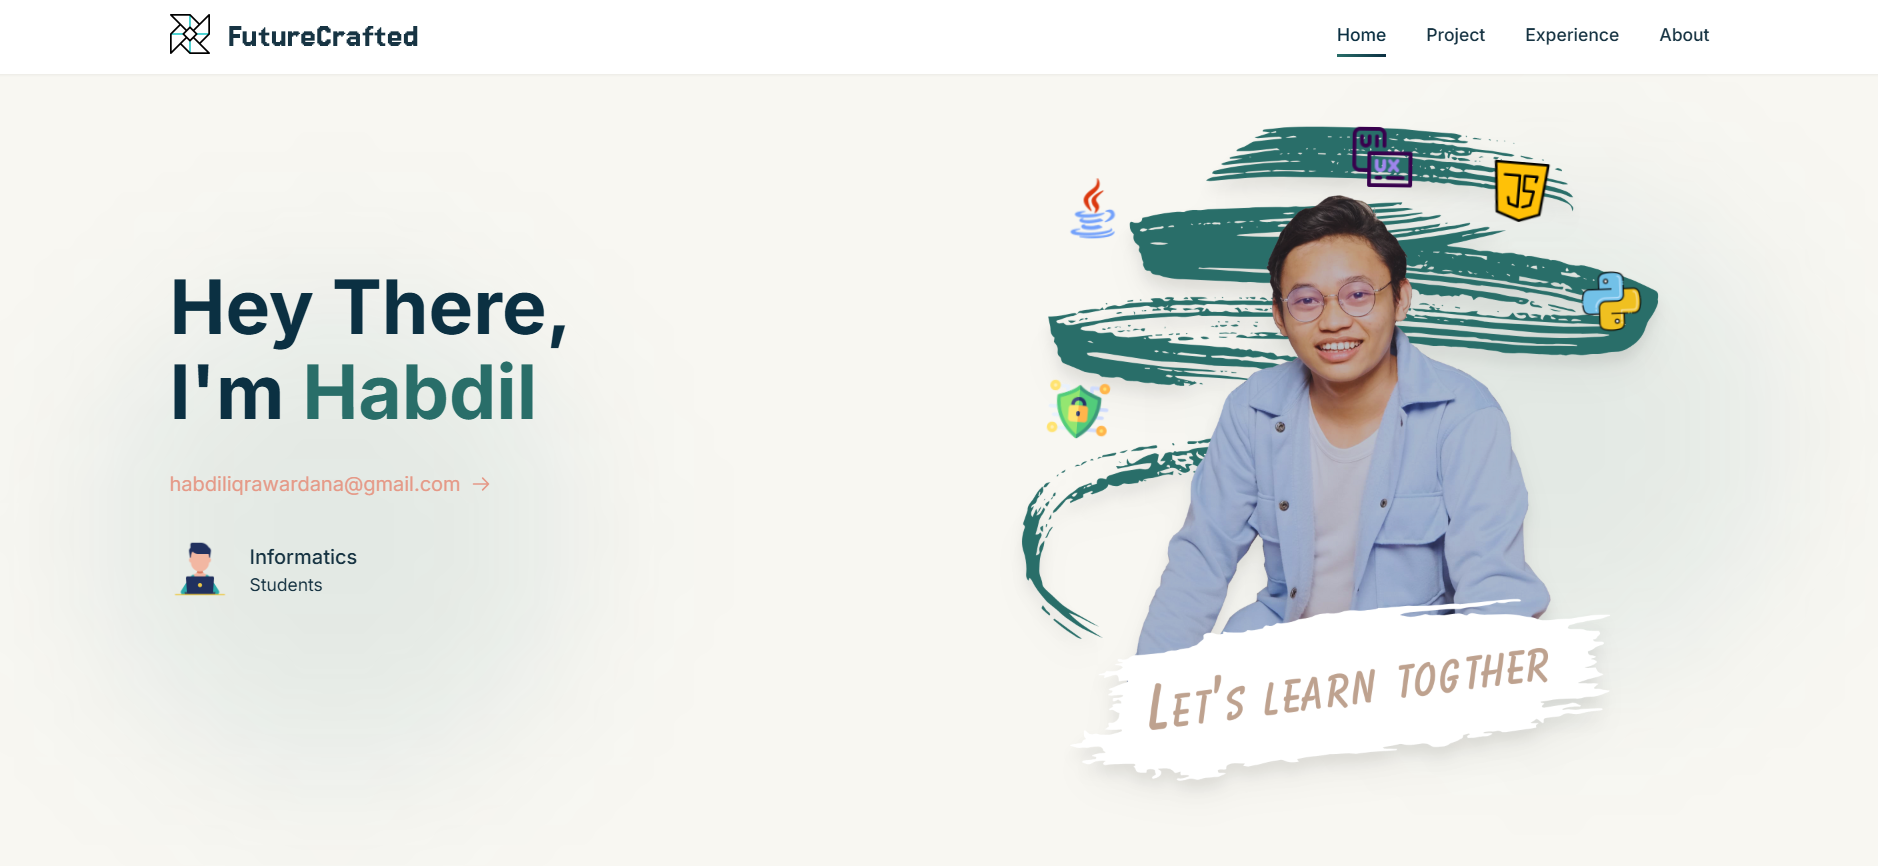 FutureCrafted
Home Project Experience About
UI
UX
JS
Hey There,
I'm Habdil
habdiliqrawardana@gmail.com →
Informatics
Students
LET'S LEARN TOGTHER